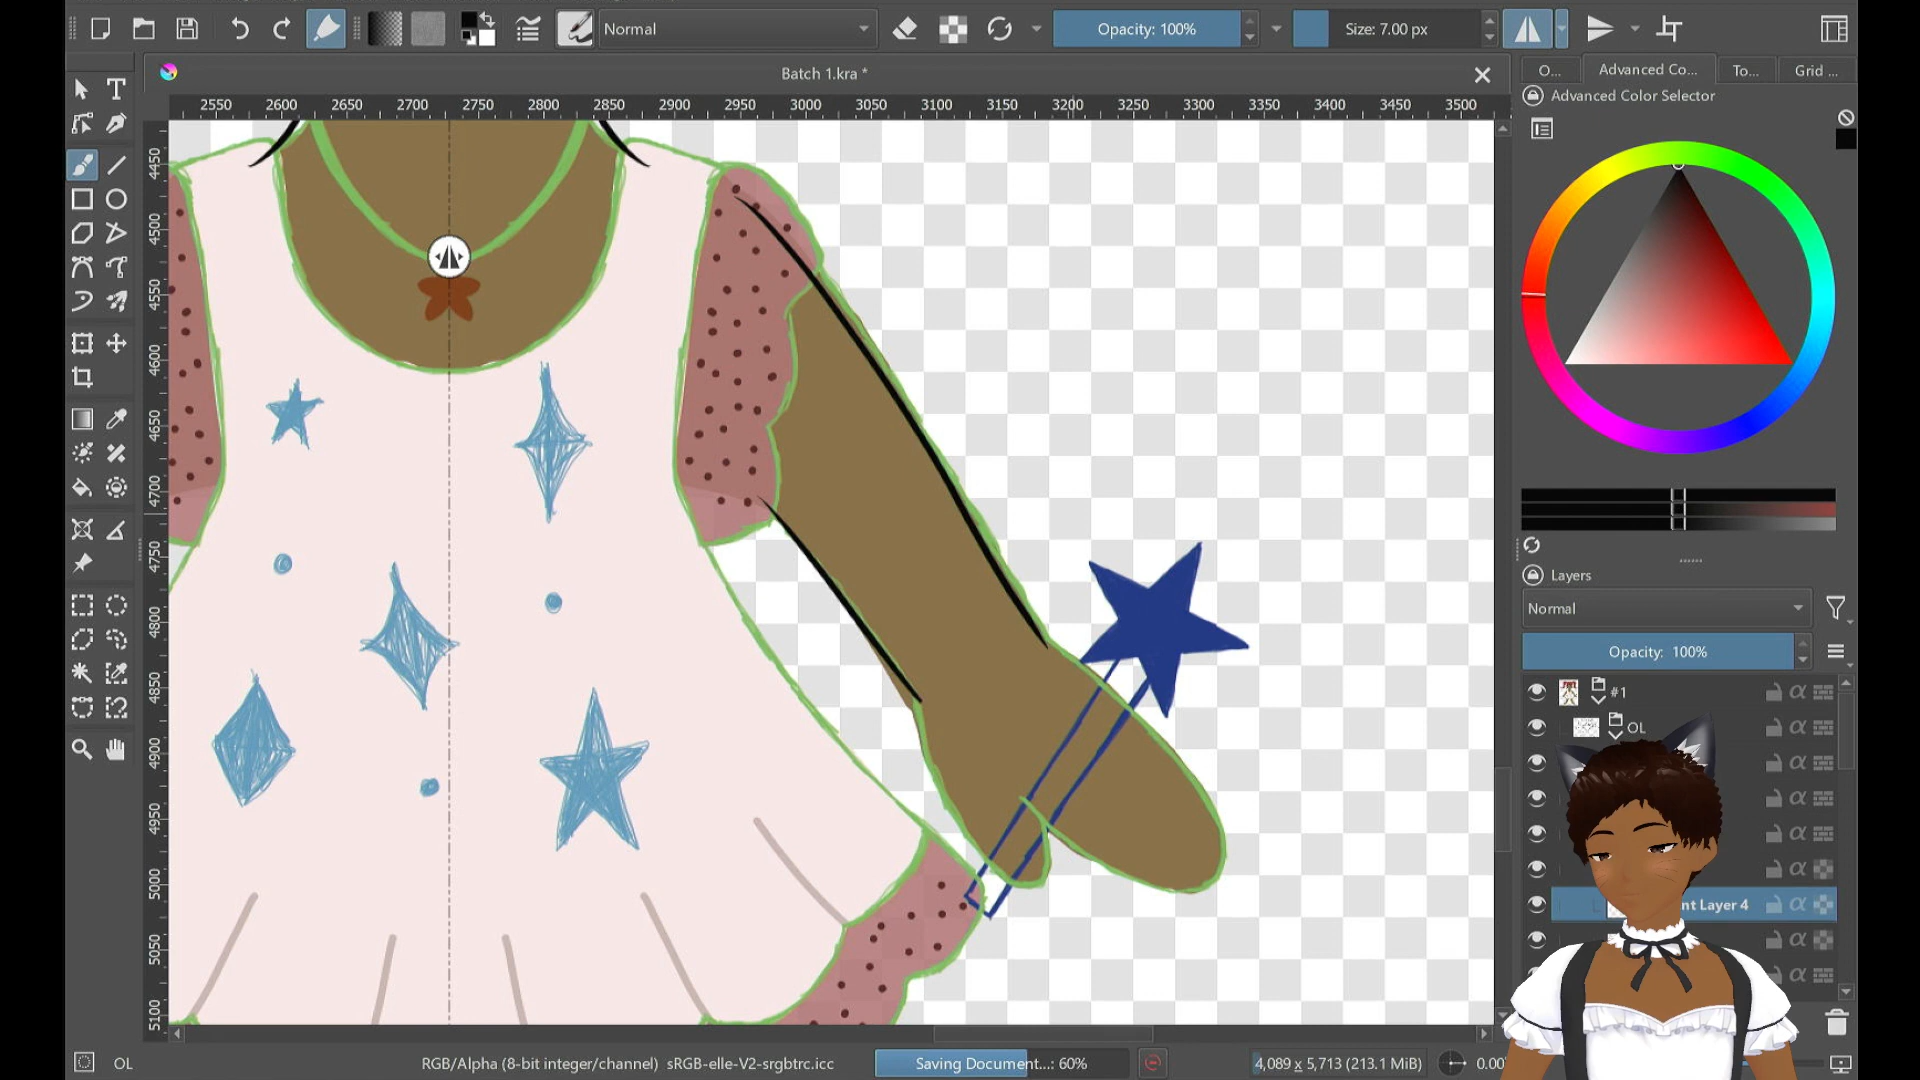 Normal
Opacity: 100%
Size: 7.00 px
Batch 1.kra *
O...
Advanced Co...
To...
Grid ...
Advanced Color Selector
2550 2600 2650 2700 2750 2800 2850 2900 2950 3000 3050 3100 3150 3200 3250 3300 3350 3400 3450 3500
4450
4500
4550
4600
4650
4700
4750
4800
4850
4900
4950
5000
5050
5100
Layers
Normal
Opacity: 100%
#1
OL
nt Layer 4
OL
RGB/Alpha (8-bit integer/channel) sRGB-elle-V2-srgbtrc.icc
Saving Document...: 60%
4,089 x 5,713 (213.1 MiB)
0.00